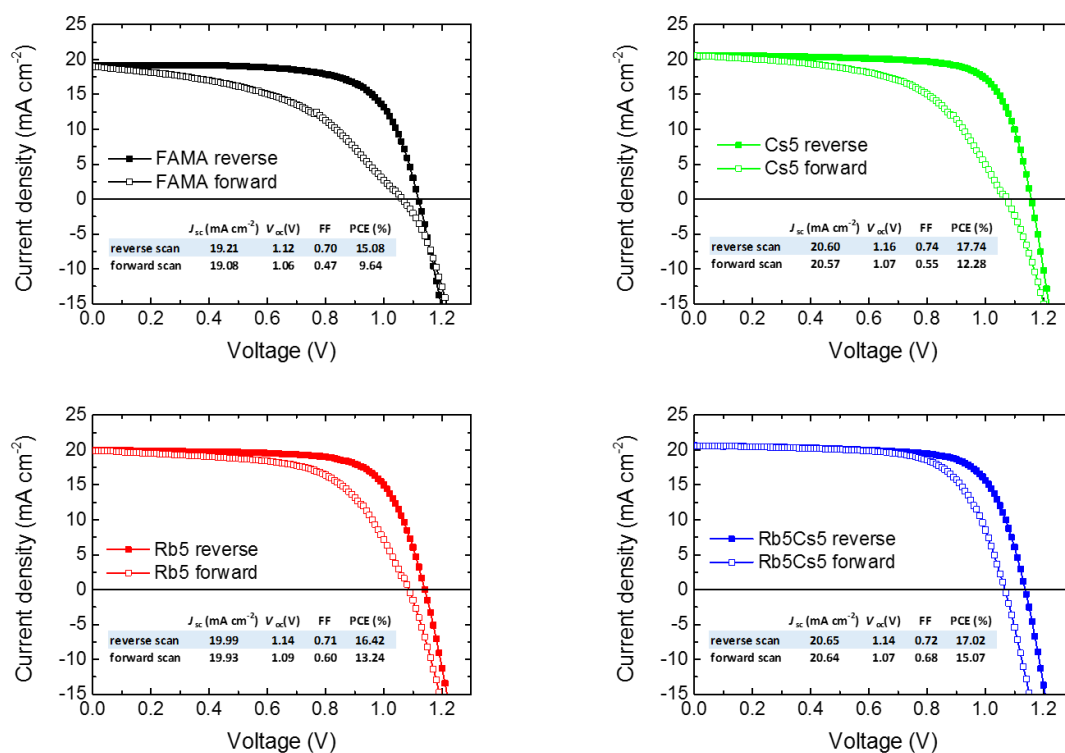 25
20
15
10
5
0
-5
-10
-15
Current density (mA cm⁻²)
FAMA reverse
FAMA forward
Jsc (mA cm⁻²) Voc(V) FF PCE (%)
reverse scan 19.21 1.12 0.70 15.08
forward scan 19.08 1.06 0.47 9.64
0.0 0.2 0.4 0.6 0.8 1.0 1.2
Voltage (V)
25
20
15
10
5
0
-5
-10
-15
Current density (mA cm⁻²)
Cs5 reverse
Cs5 forward
Jsc (mA cm⁻²) Voc(V) FF PCE (%)
reverse scan 20.60 1.16 0.74 17.74
forward scan 20.57 1.07 0.55 12.28
0.0 0.2 0.4 0.6 0.8 1.0 1.2
Voltage (V)
25
20
15
10
5
0
-5
-10
-15
Current density (mA cm⁻²)
Rb5 reverse
Rb5 forward
Jsc (mA cm⁻²) Voc(V) FF PCE (%)
reverse scan 19.99 1.14 0.71 16.42
forward scan 19.93 1.09 0.60 13.24
0.0 0.2 0.4 0.6 0.8 1.0 1.2
Voltage (V)
25
20
15
10
5
0
-5
-10
-15
Current density (mA cm⁻²)
Rb5Cs5 reverse
Rb5Cs5 forward
Jsc (mA cm⁻²) Voc(V) FF PCE (%)
reverse scan 20.65 1.14 0.72 17.02
forward scan 20.64 1.07 0.68 15.07
0.0 0.2 0.4 0.6 0.8 1.0 1.2
Voltage (V)